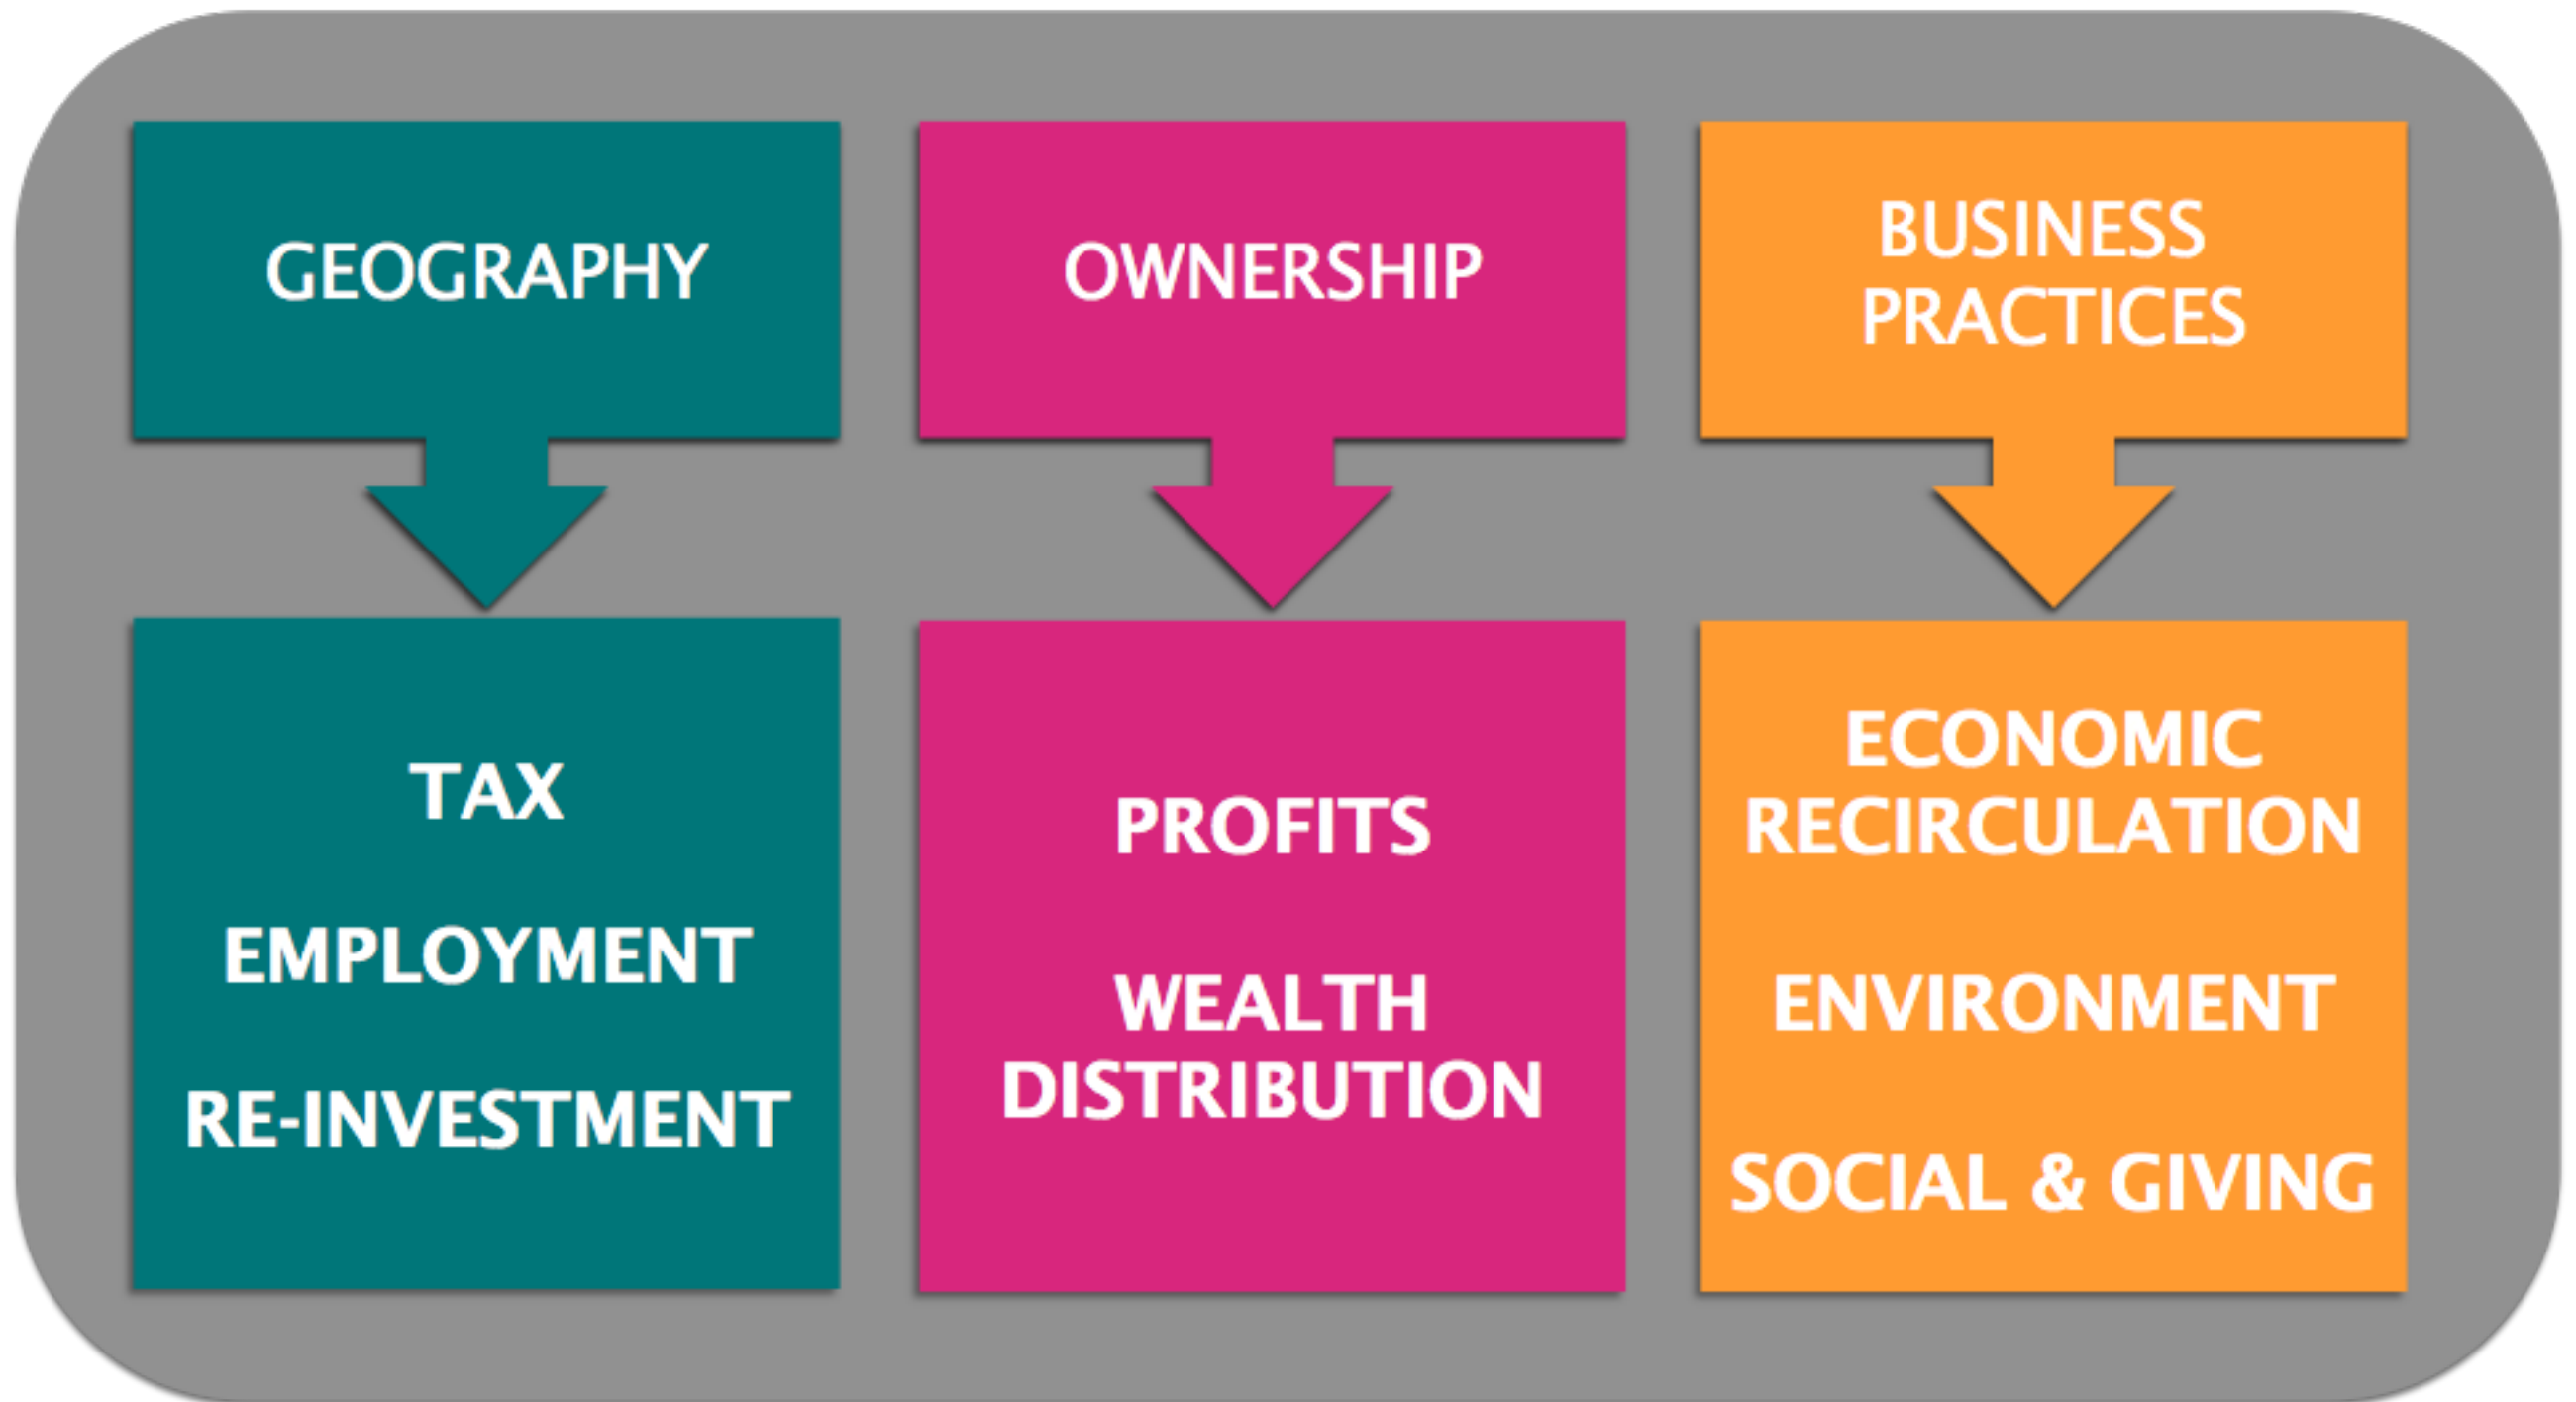 GEOGRAPHY
OWNERSHIP
BUSINESS
PRACTICES
TAX
EMPLOYMENT
RE-INVESTMENT
PROFITS
WEALTH
DISTRIBUTION
ECONOMIC
RECIRCULATION
ENVIRONMENT
SOCIAL & GIVING